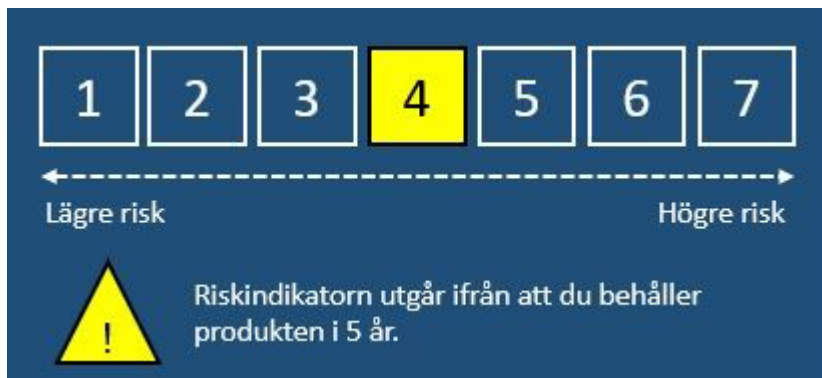 1 2 3 4 5 6 7
Lägre risk Högre risk
! Riskindikatorn utgår ifrån att du behåller
produkten i 5 år.